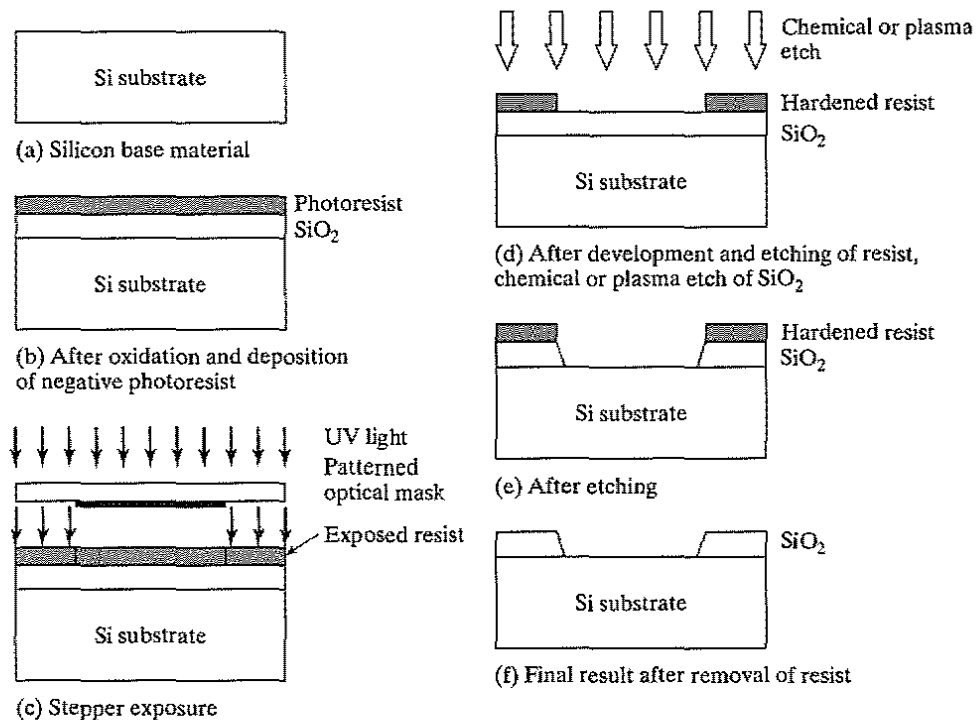 Si substrate
(a) Silicon base material
Photoresist
SiO2
Si substrate
(b) After oxidation and deposition
of negative photoresist
UV light
Patterned
optical mask
Exposed resist
Si substrate
(c) Stepper exposure
Chemical or plasma
etch
Hardened resist
SiO2
Si substrate
(d) After development and etching of resist,
chemical or plasma etch of SiO2
Hardened resist
SiO2
Si substrate
(e) After etching
SiO2
Si substrate
(f) Final result after removal of resist